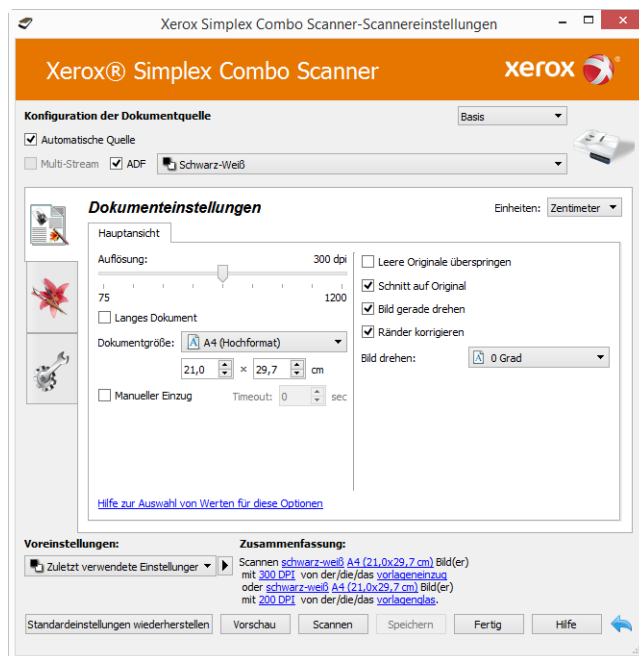 Xerox Simplex Combo Scanner-Scannereinstellungen
Xerox® Simplex Combo Scanner
xerox
Konfiguration der Dokumentquelle
Basis
Automatische Quelle
Multi-Stream ADF Schwarz-Weiß
Dokumenteinstellungen
Einheiten: Zentimeter
Hauptansicht
Auflösung: 300 dpi
75 1200
Langes Dokument
Dokumentgröße: A4 (Hochformat)
21,0 × 29,7 cm
Manueller Einzug Timeout: 0 sec
Leere Originale überspringen
Schnitt auf Original
Bild gerade drehen
Ränder korrigieren
Bild drehen: 0 Grad
Hilfe zur Auswahl von Werten für diese Optionen
Voreinstellungen:
Zuletzt verwendete Einstellunger
Zusammenfassung:
Scannen schwarz-weiß A4 (21,0x29,7 cm) Bild(er)
mit 300 DPI von der/die/das vorlageneinzug
oder schwarz-weiß A4 (21,0x29,7 cm) Bild(er)
mit 200 DPI von der/die/das vorlagenglas.
Standardeinstellungen wiederherstellen Vorschau Scannen Speichern Fertig Hilfe